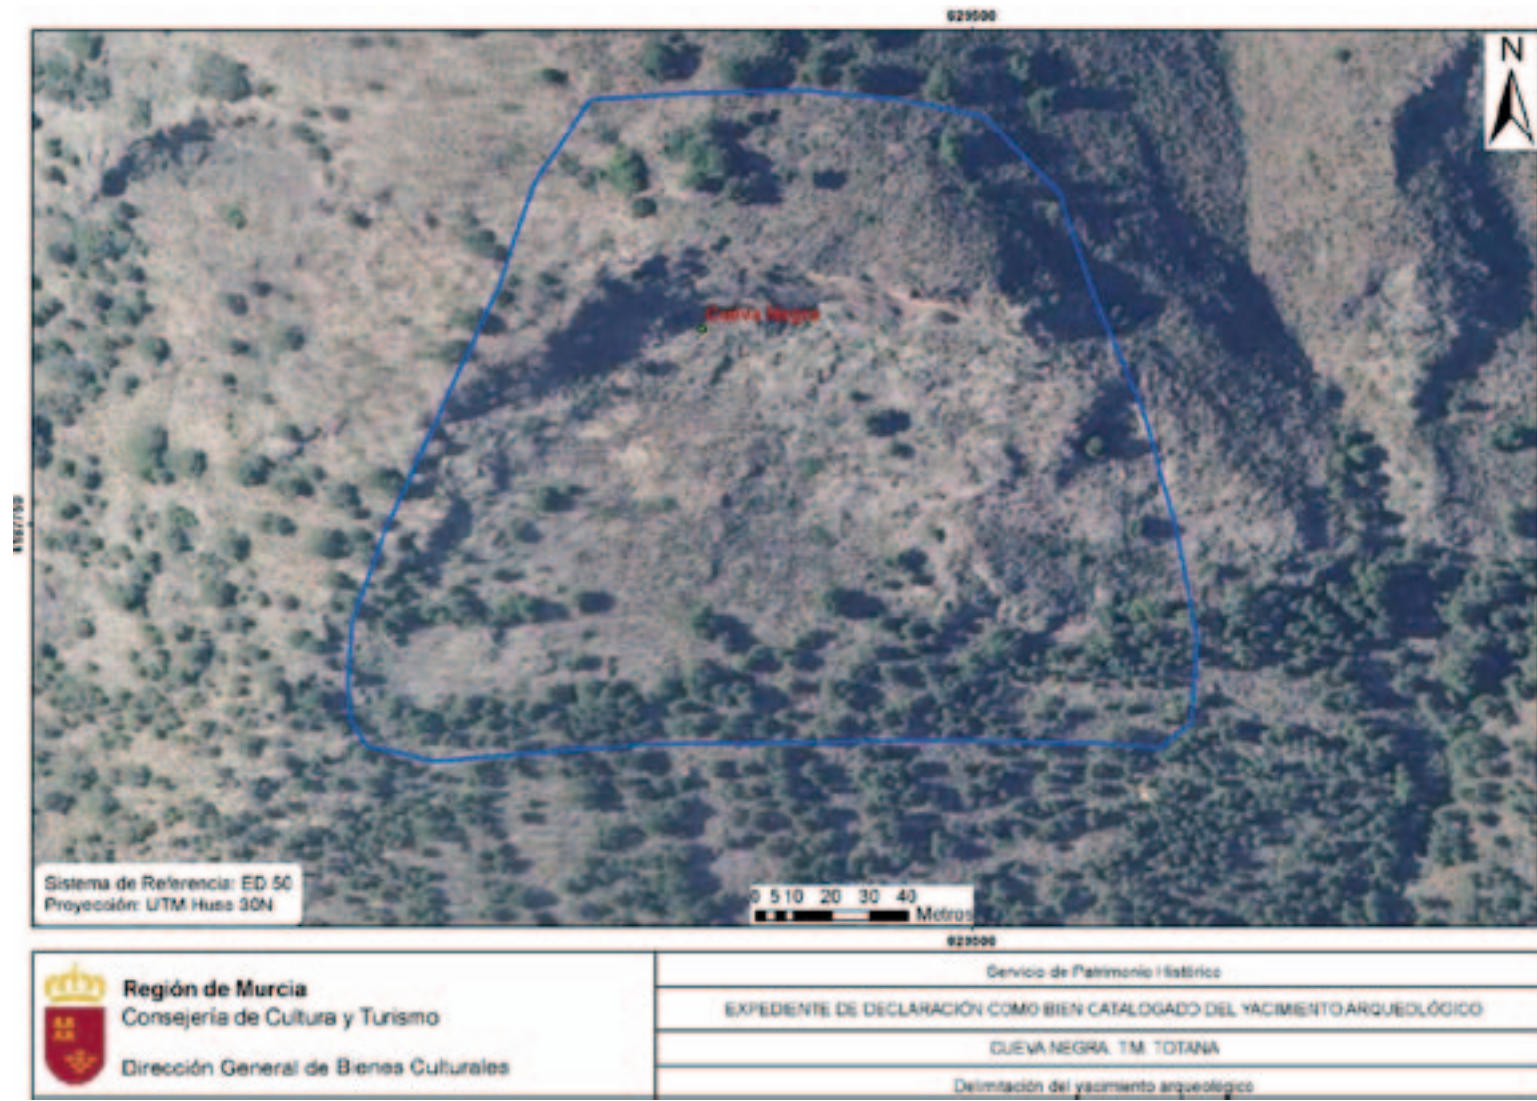 629500
N
Cueva Negra
Sistema de Referencia: ED 50
Proyección: UTM Huso 30N
0 5 10 20 30 40
Metros
629500
Región de Murcia
Consejería de Cultura y Turismo
Dirección General de Bienes Culturales
Servicio de Patrimonio Histórico
EXPEDIENTE DE DECLARACIÓN COMO BIEN CATALOGADO DEL YACIMIENTO ARQUEOLÓGICO
CUEVA NEGRA. T.M. TOTANA
Delimitación del yacimiento arqueológico